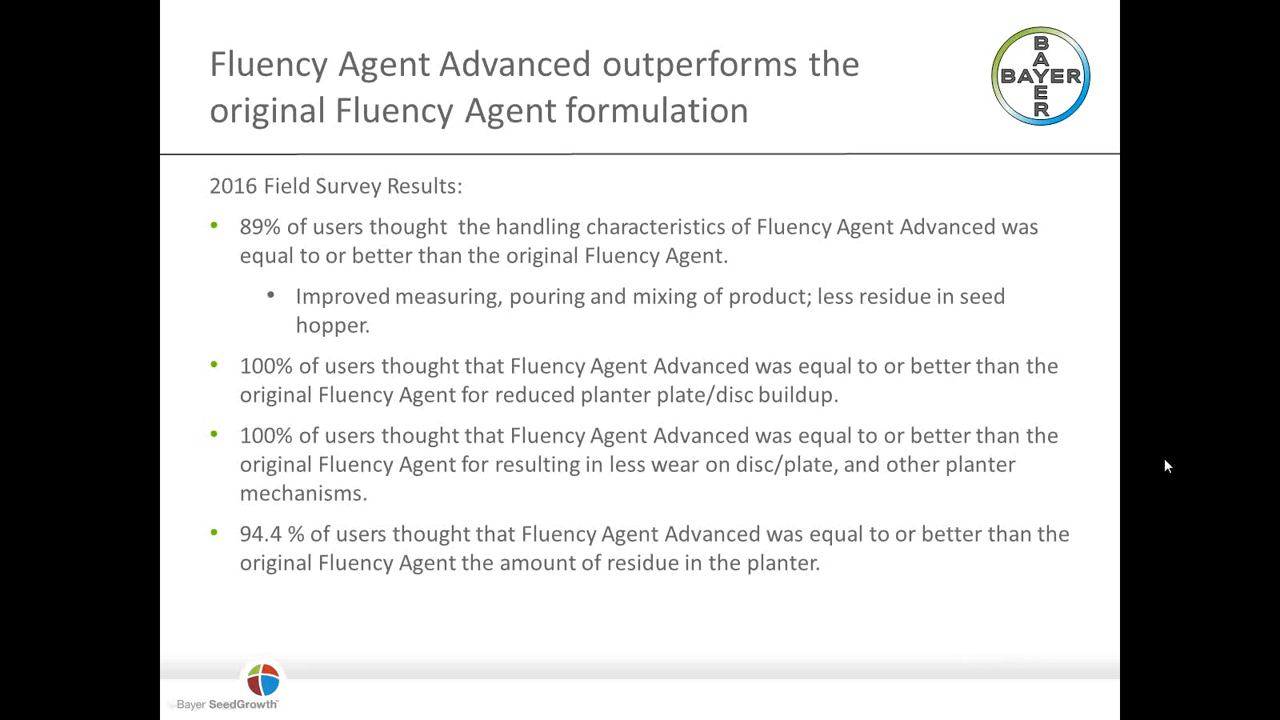 Fluency Agent Advanced outperforms the
original Fluency Agent formulation
BAYER
BAYER
2016 Field Survey Results:
• 89% of users thought  the handling characteristics of Fluency Agent Advanced was
equal to or better than the original Fluency Agent.
• Improved measuring, pouring and mixing of product; less residue in seed
hopper.
• 100% of users thought that Fluency Agent Advanced was equal to or better than the
original Fluency Agent for reduced planter plate/disc buildup.
• 100% of users thought that Fluency Agent Advanced was equal to or better than the
original Fluency Agent for resulting in less wear on disc/plate, and other planter
mechanisms.
• 94.4 % of users thought that Fluency Agent Advanced was equal to or better than the
original Fluency Agent the amount of residue in the planter.
Bayer SeedGrowth™